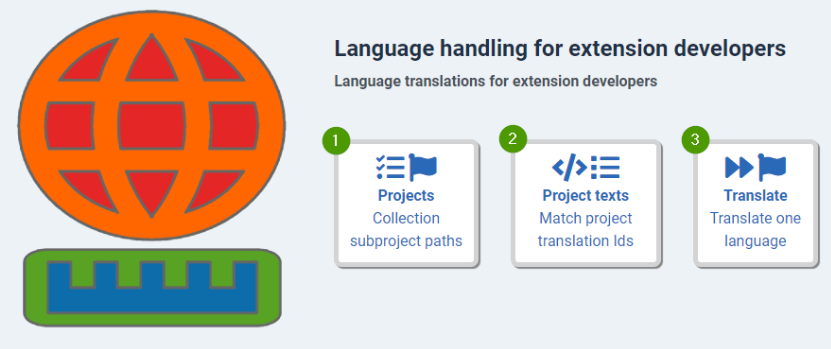 Language handling for extension developers
Language translations for extension developers
1
Projects
Collection
subproject paths
2
Project texts
Match project
translation Ids
3
Translate
Translate one
language